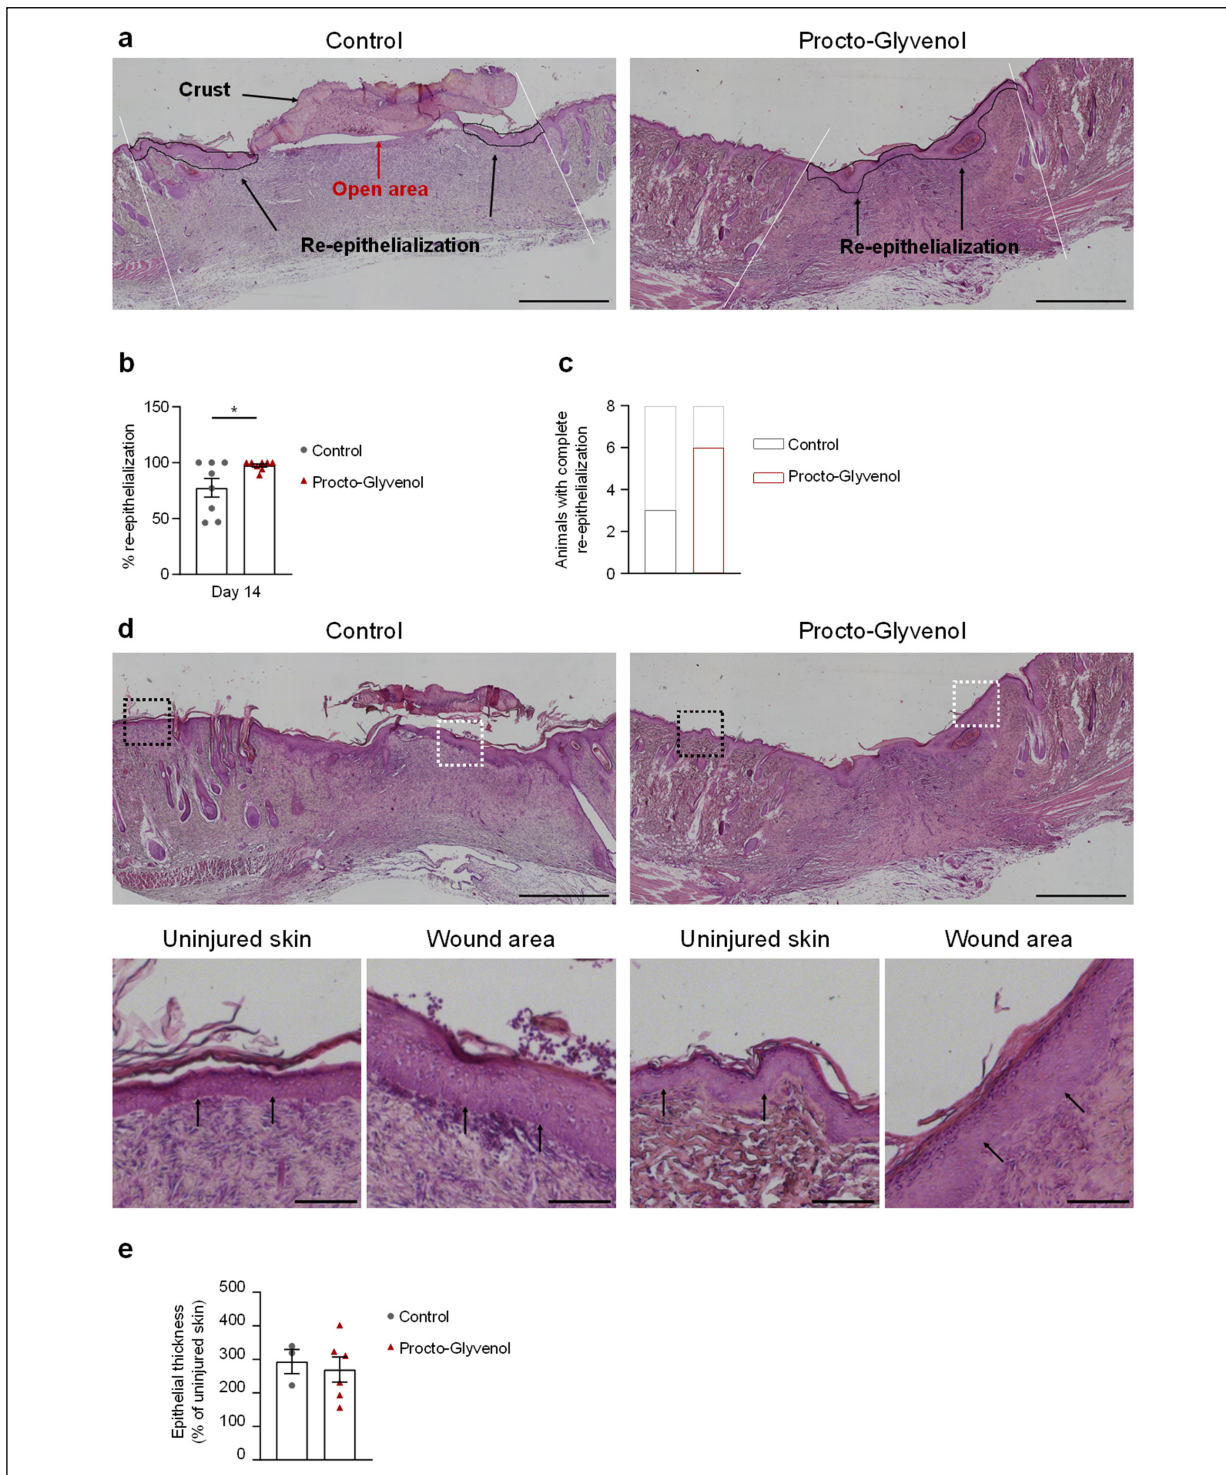 a
Control
Procto-Glyvenol
Crust
Open area
Re-epithelialization
Re-epithelialization
b
c
% re-epithelialization
150
100
50
0
*
Day 14
Control
Procto-Glyvenol
Animals with complete
re-epithelialization
8
6
4
2
0
Control
Procto-Glyvenol
d
Control
Procto-Glyvenol
Uninjured skin
Wound area
Uninjured skin
Wound area
e
Epithelial thickness
(% of uninjured skin)
500
400
300
200
100
0
Control
Procto-Glyvenol